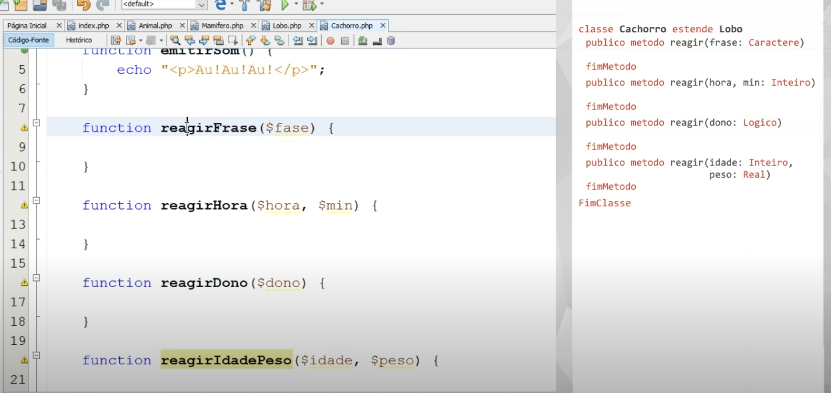 <default>
Página Inicial
index.php
Animal.php
Mamifero.php
Lobo.php
Cachorro.php
Código-Fonte
Histórico
function emitirSom() {
5 echo "<p>Au!Au!Au!</p>";
6 }
7
function reagirFrase($fase) {
9
10 }
11
function reagirHora($hora, $min) {
13
14 }
15
function reagirDono($dono) {
17
18 }
19
function reagirIdadePeso($idade, $peso) {
21
classe Cachorro estende Lobo
publico metodo reagir(frase: Caractere)
fimMetodo
publico metodo reagir(hora, min: Inteiro)
fimMetodo
publico metodo reagir(dono: Logico)
fimMetodo
publico metodo reagir(idade: Inteiro,
peso: Real)
fimMetodo
FimClasse